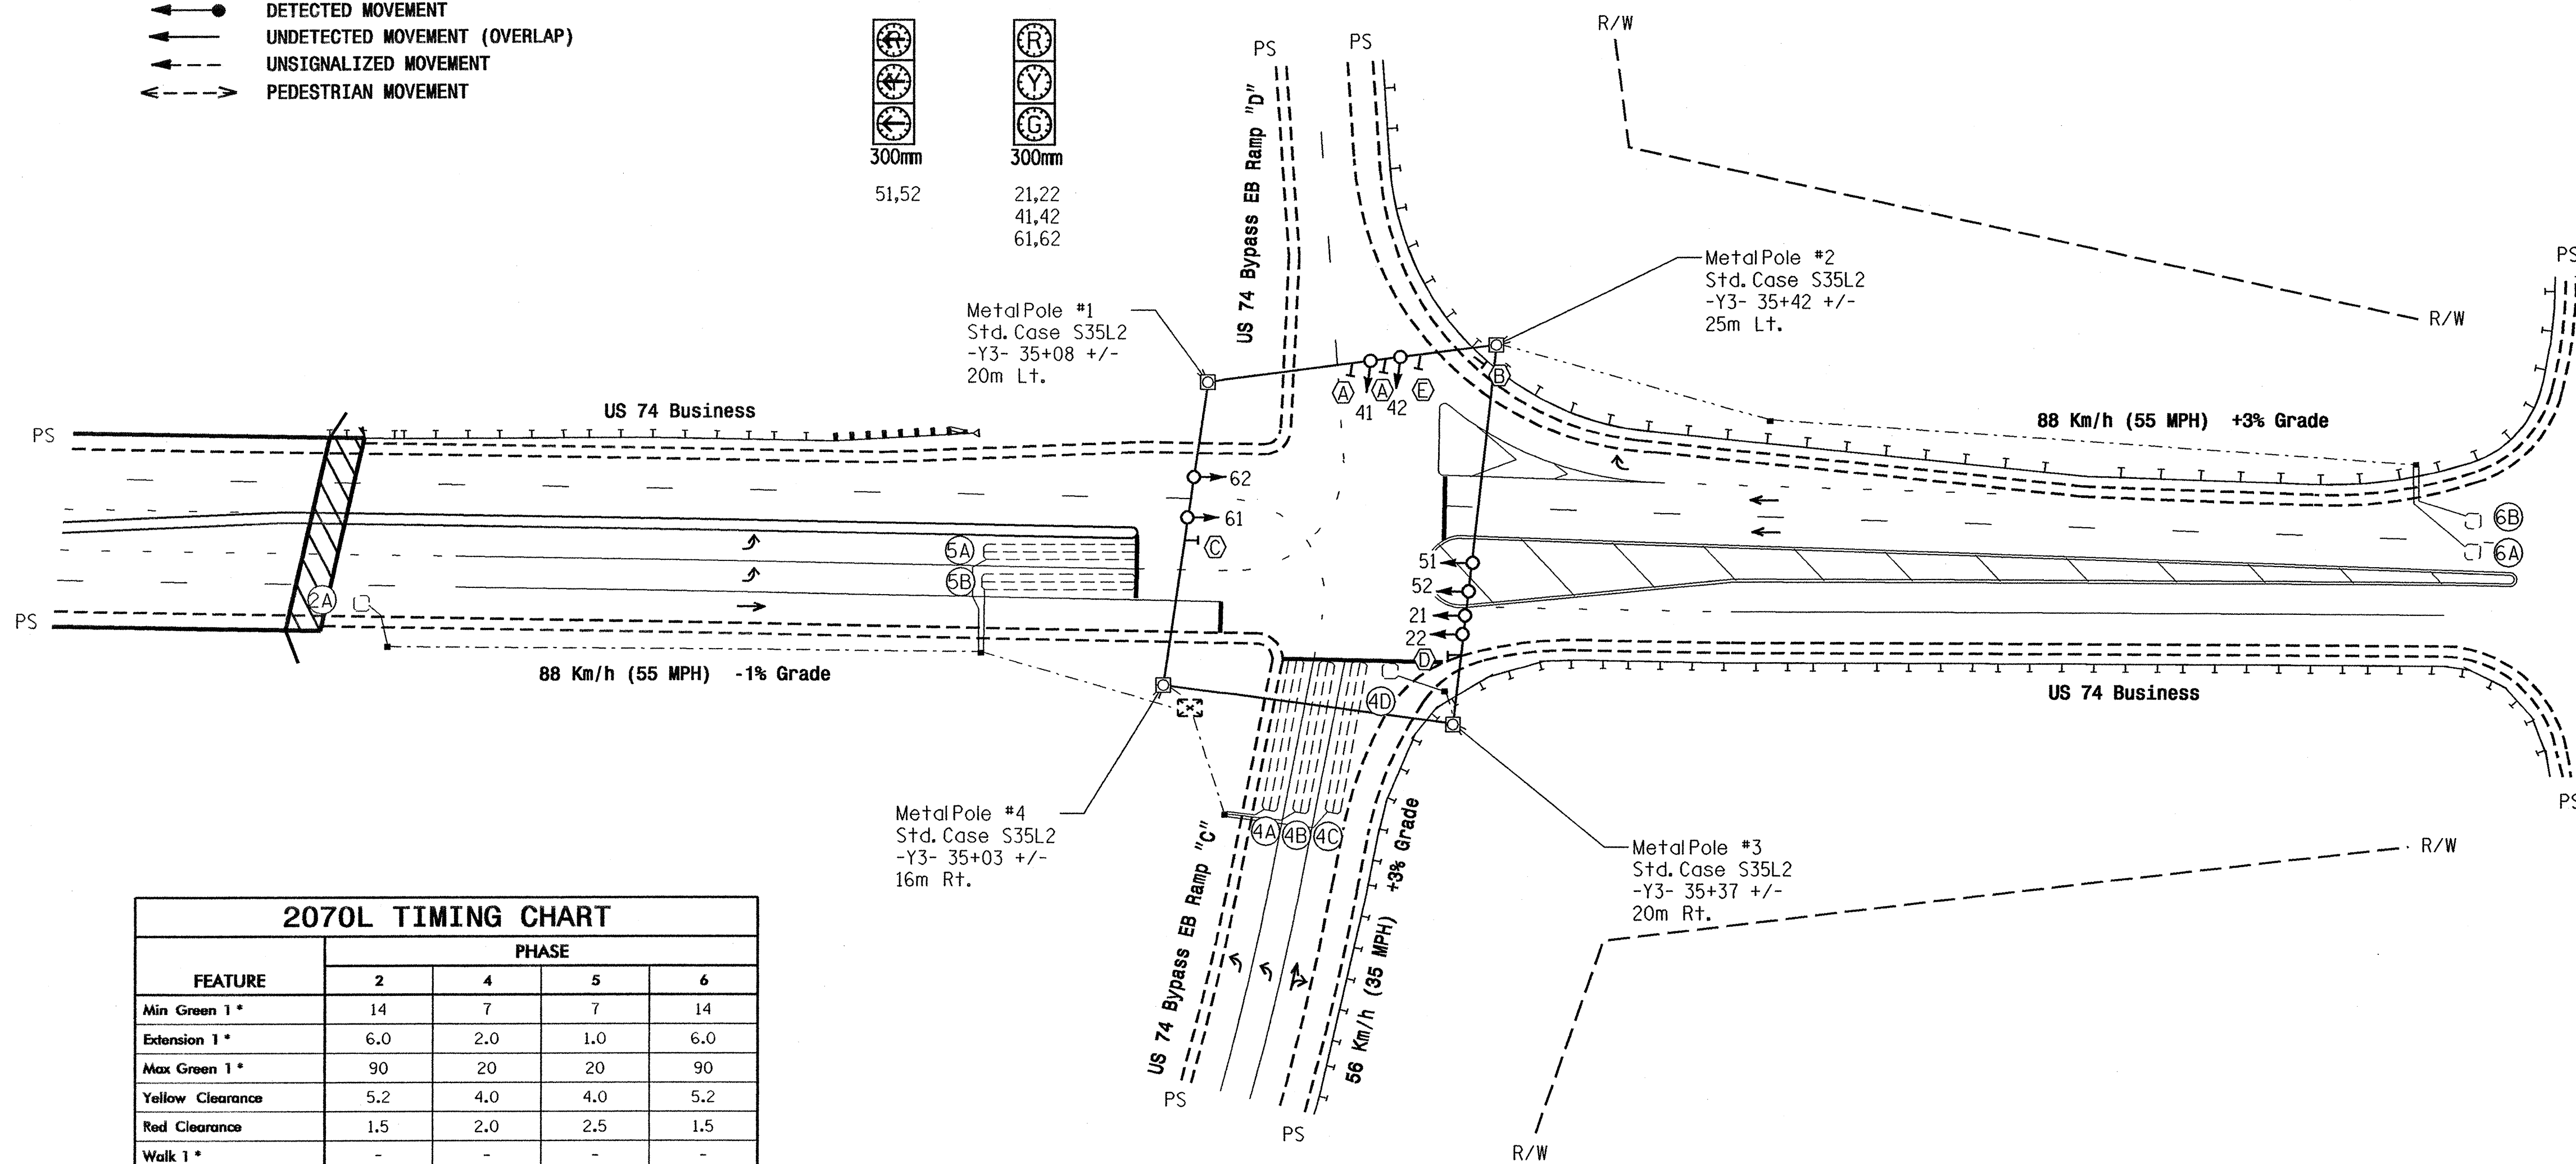 DETECTED MOVEMENT
UNDETECTED MOVEMENT (OVERLAP)
UNSIGNALIZED MOVEMENT
PEDESTRIAN MOVEMENT
R
Y
300mm
51,52
R
Y
G
300mm
21,22
41,42
61,62
PS
PS
R/W
US 74 Bypass EB Ramp "D"
Metal Pole #1
Std. Case S35L2
-Y3- 35+08 +/-
20m Lt.
Metal Pole #2
Std. Case S35L2
-Y3- 35+42 +/-
25m Lt.
PS
R/W
A
41
A
42
E
B
US 74 Business
88 Km/h (55 MPH) +3% Grade
PS
62
61
C
5A
5B
2A
6B
6A
51
52
21
22
D
PS
88 Km/h (55 MPH) -1% Grade
4D
US 74 Business
PS
4A
4B
4C
Metal Pole #4
Std. Case S35L2
-Y3- 35+03 +/-
16m Rt.
Metal Pole #3
Std. Case S35L2
-Y3- 35+37 +/-
20m Rt.
R/W
US 74 Bypass EB Ramp "C"
56 Km/h (35 MPH) +3% Grade
PS
PS
R/W
2070L TIMING CHART
FEATURE
PHASE
2 4 5 6
Min Green 1 * 14 7 7 14
Extension 1 * 6.0 2.0 1.0 6.0
Max Green 1 * 90 20 20 90
Yellow Clearance 5.2 4.0 4.0 5.2
Red Clearance 1.5 2.0 2.5 1.5
Walk 1 * - - - -